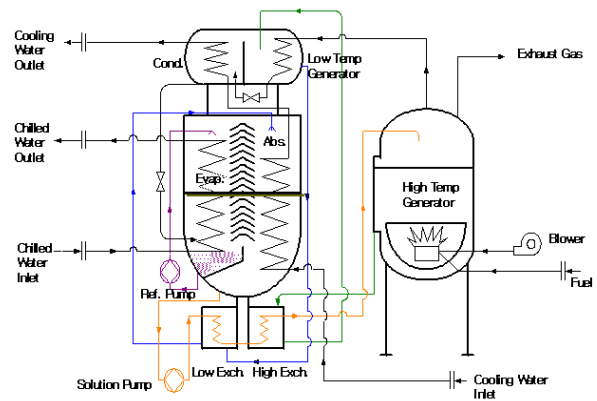 Cooling
Water
Outlet
Cond.
Low Temp
Generator
Exhaust Gas
Chilled
Water
Outlet
Abs.
Evap.
High Temp
Generator
Chilled
Water
Inlet
Blower
Fuel
Ref. Pump
Solution Pump
Low Exch.
High Exch.
Cooling Water
Inlet